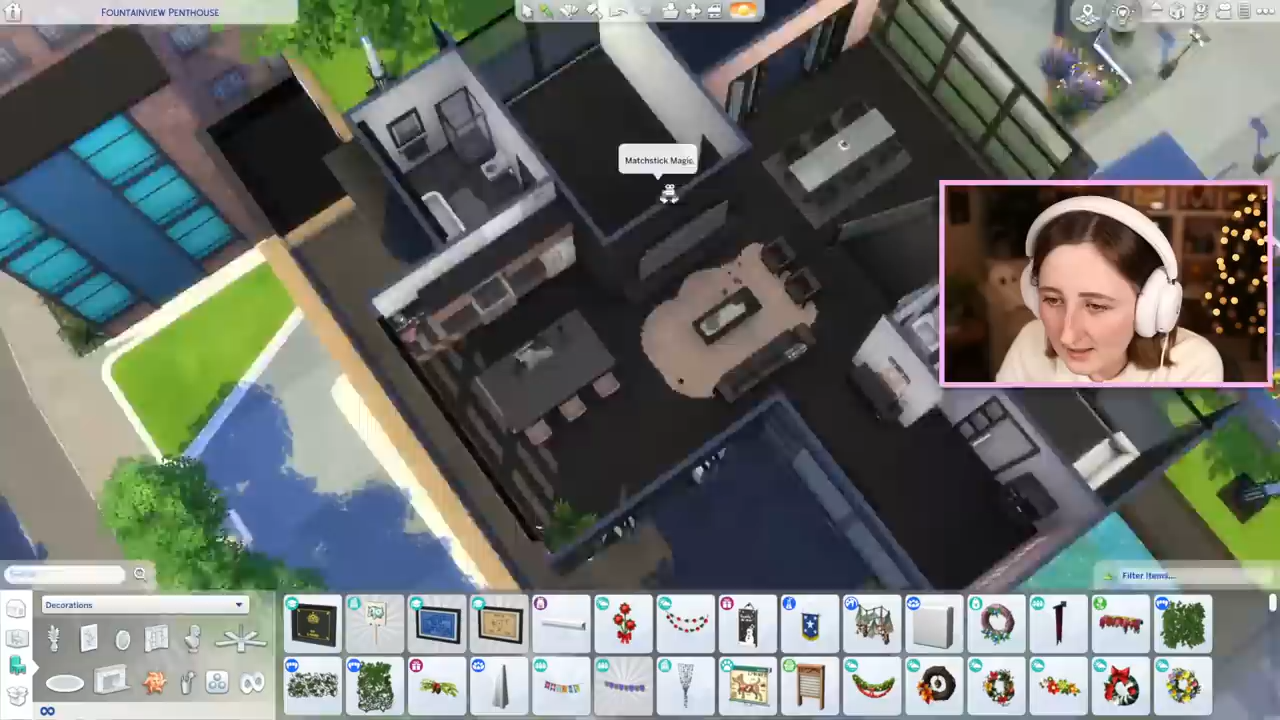 FOUNTAINVIEW PENTHOUSE
Matchstick Magic.
Filter Items...
Decorations